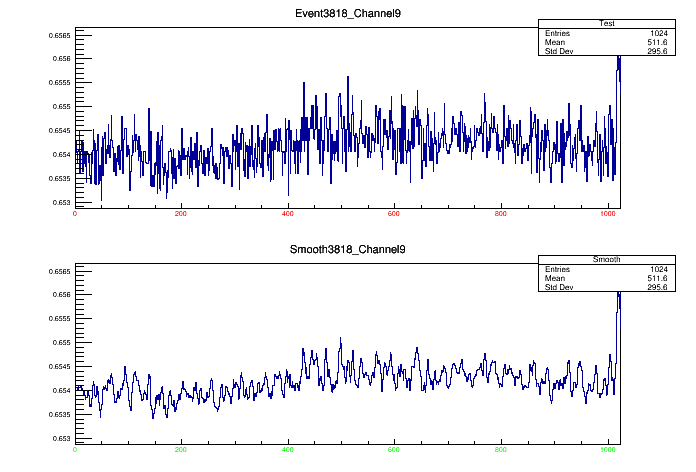 Event3818_Channel9
Test
Entries 1024
Mean 511.6
Std Dev 295.6
0.6565
0.656
0.6555
0.655
0.6545
0.654
0.6535
0.653
0 200 400 600 800 1000
Smooth3818_Channel9
Smooth
Entries 1024
Mean 511.6
Std Dev 295.6
0.6565
0.656
0.6555
0.655
0.6545
0.654
0.6535
0.653
0 200 400 600 800 1000